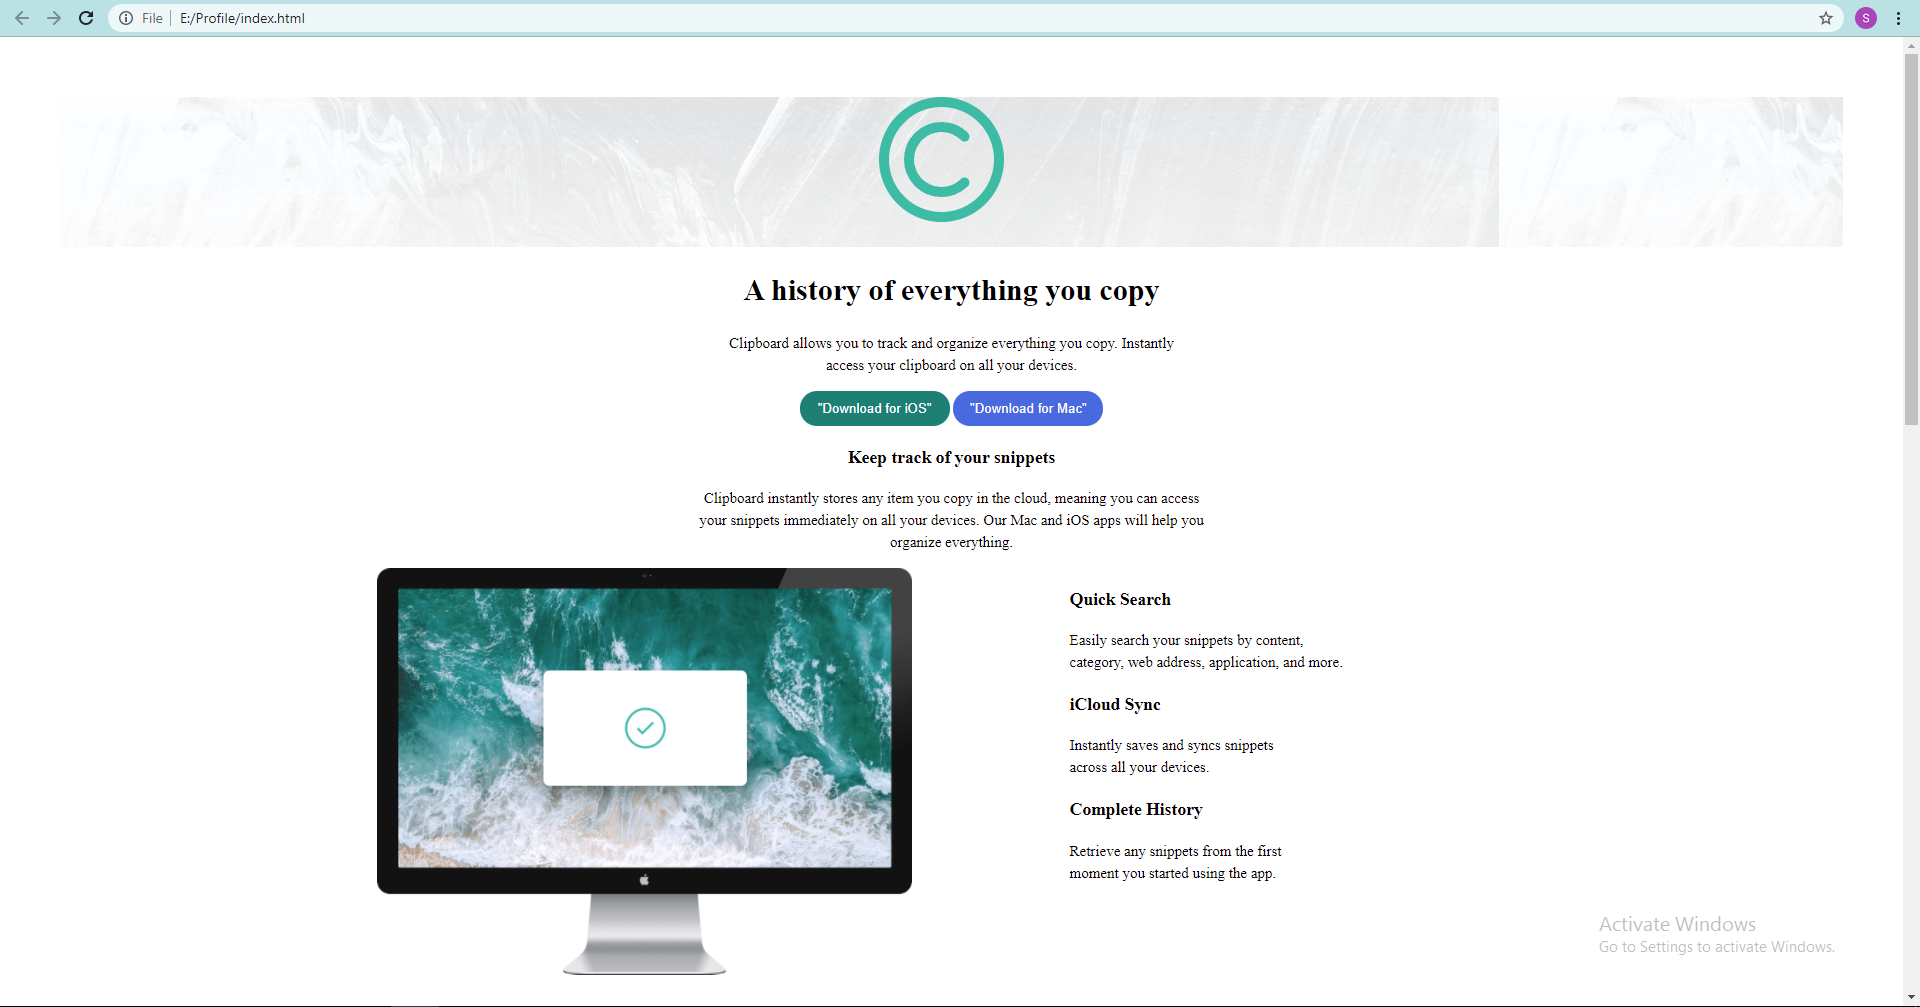 File
E:/Profile/index.html
S
A history of everything you copy
Clipboard allows you to track and organize everything you copy. Instantly
access your clipboard on all your devices.
"Download for iOS"
"Download for Mac"
Keep track of your snippets
Clipboard instantly stores any item you copy in the cloud, meaning you can access
your snippets immediately on all your devices. Our Mac and iOS apps will help you
organize everything.
Quick Search
Easily search your snippets by content,
category, web address, application, and more.
iCloud Sync
Instantly saves and syncs snippets
across all your devices.
Complete History
Retrieve any snippets from the first
moment you started using the app.
Activate Windows
Go to Settings to activate Windows.